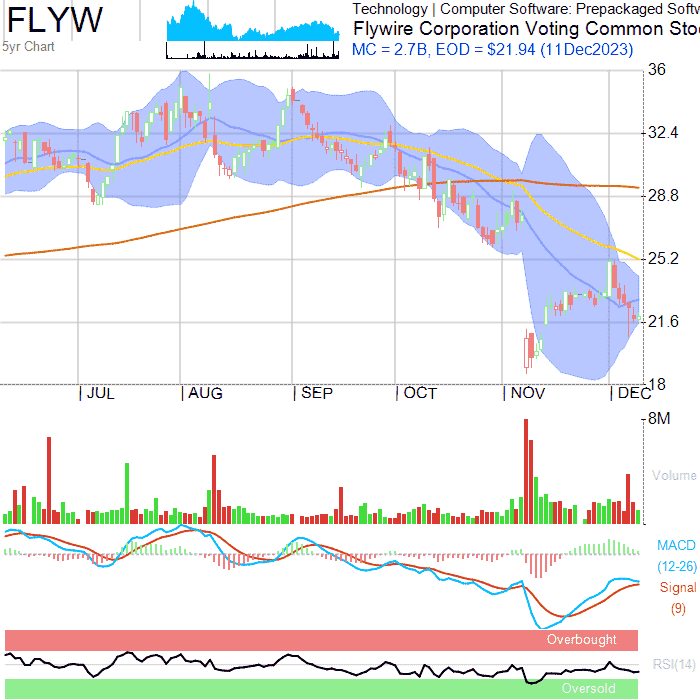 FLYW
5yr Chart
Technology | Computer Software: Prepackaged Softw
Flywire Corporation Voting Common Stoc
MC = 2.7B, EOD = $21.94 (11Dec2023)
36
32.4
28.8
25.2
21.6
18
JUL AUG SEP OCT NOV DEC
8M
Volume
MACD
(12-26)
Signal
(9)
Overbought
RSI(14)
Oversold